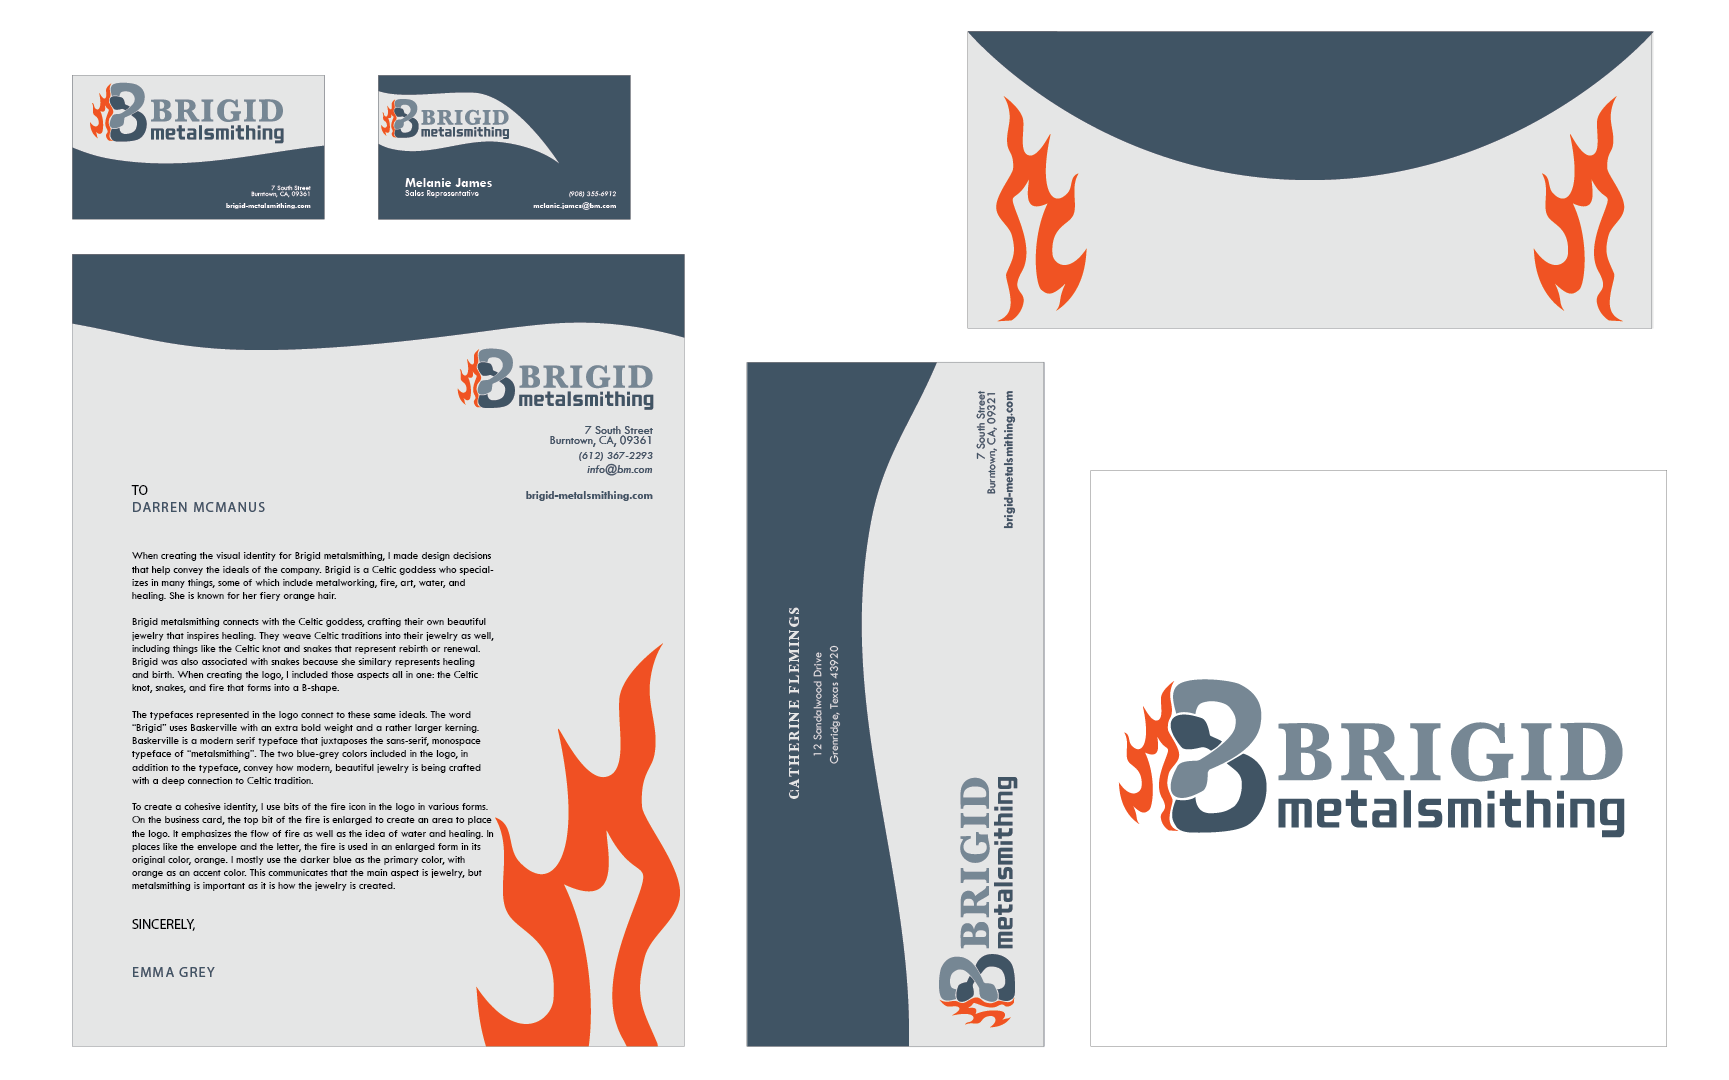 BRIGID
metalsmithing
7 South Street
Burntown, CA, 09361
brigid-metalsmithing.com
BRIGID
metalsmithing
Melanie James
Sales Representative
(908) 355-6912
melanie.james@bm.com
BRIGID
metalsmithing
7 South Street
Burntown, CA, 09361
(612) 367-2293
info@bm.com
brigid-metalsmithing.com
TO
DARREN MCMANUS
When creating the visual identity for Brigid metalsmithing, I made design decisions
that help convey the ideals of the company. Brigid is a Celtic goddess who special-
izes in many things, some of which include metalworking, fire, art, water, and
healing. She is known for her fiery orange hair.
Brigid metalsmithing connects with the Celtic goddess, crafting their own beautiful
jewelry that inspires healing. They weave Celtic traditions into their jewelry as well,
including things like the Celtic knot and snakes that represent rebirth or renewal.
Brigid was also associated with snakes because she similary represents healing
and birth. When creating the logo, I included those aspects all in one: the Celtic
knot, snakes, and fire that forms into a B-shape.
The typefaces represented in the logo connect to these same ideals. The word
“Brigid” uses Baskerville with an extra bold weight and a rather larger kerning.
Baskerville is a modern serif typeface that juxtaposes the sans-serif, monospace
typeface of “metalsmithing”. The two blue-grey colors included in the logo, in
addition to the typeface, convey how modern, beautiful jewelry is being crafted
with a deep connection to Celtic tradition.
To create a cohesive identity, I use bits of the fire icon in the logo in various forms.
On the business card, the top bit of the fire is enlarged to create an area to place
the logo. It emphasizes the flow of fire as well as the idea of water and healing. In
places like the envelope and the letter, the fire is used in an enlarged form in its
original color, orange. I mostly use the darker blue as the primary color, with
orange as an accent color. This communicates that the main aspect is jewelry, but
metalsmithing is important as it is how the jewelry is created.
SINCERELY,
EMMA GREY
7 South Street
Burntown, CA, 09321
brigid-metalsmithing.com
CATHERINE FLEMINGS
12 Sandalwood Drive
Grenridge, Texas 43920
BRIGID
metalsmithing
BRIGID
metalsmithing